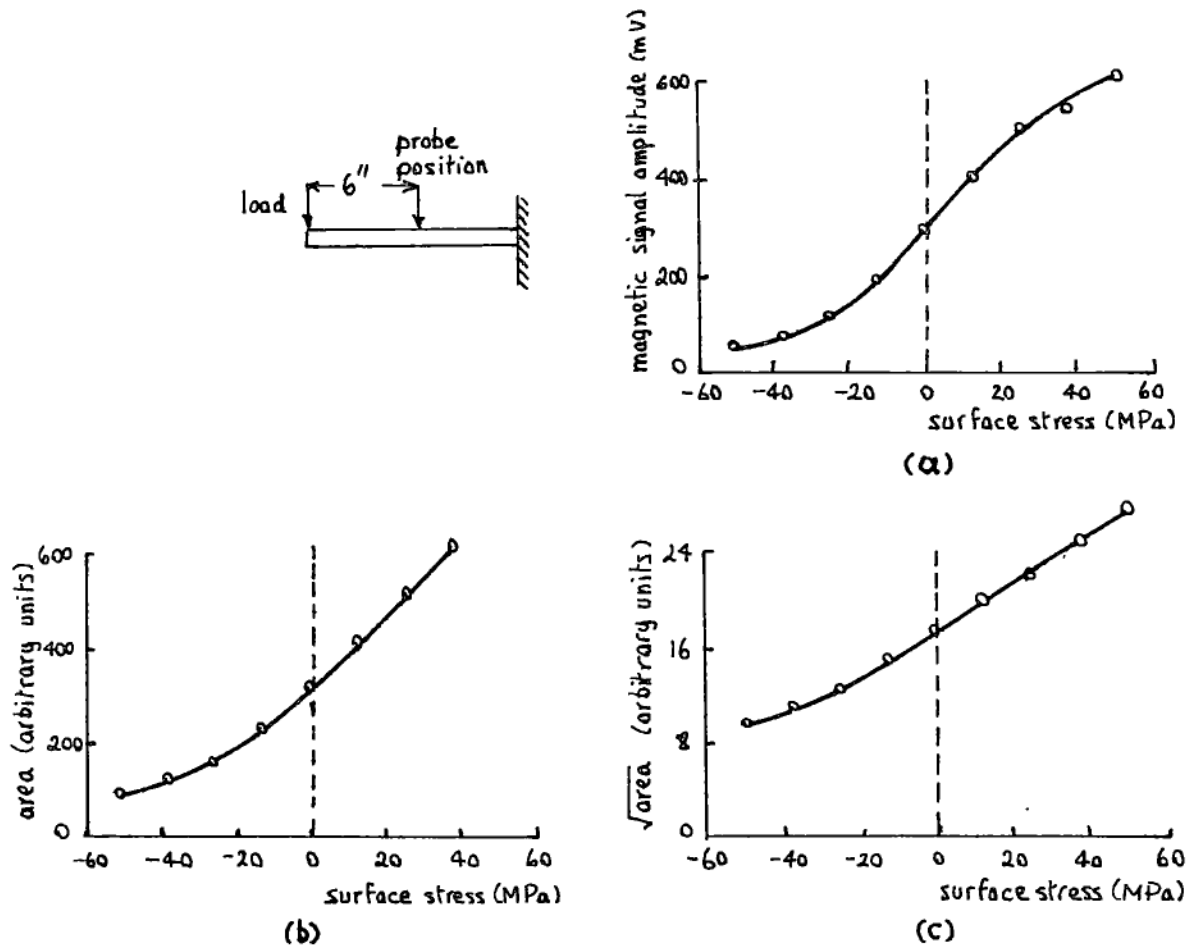 probe
position
6"
load
magnetic signal amplitude (mV)
600
400
200
0
-60 -40 -20 0 20 40 60
surface stress (MPa)
(a)
area (arbitrary units)
600
400
200
0
-60 -40 -20 0 20 40 60
surface stress (MPa)
(b)
√area (arbitrary units)
24
16
8
0
-60 -40 -20 0 20 40 60
surface stress (MPa)
(c)